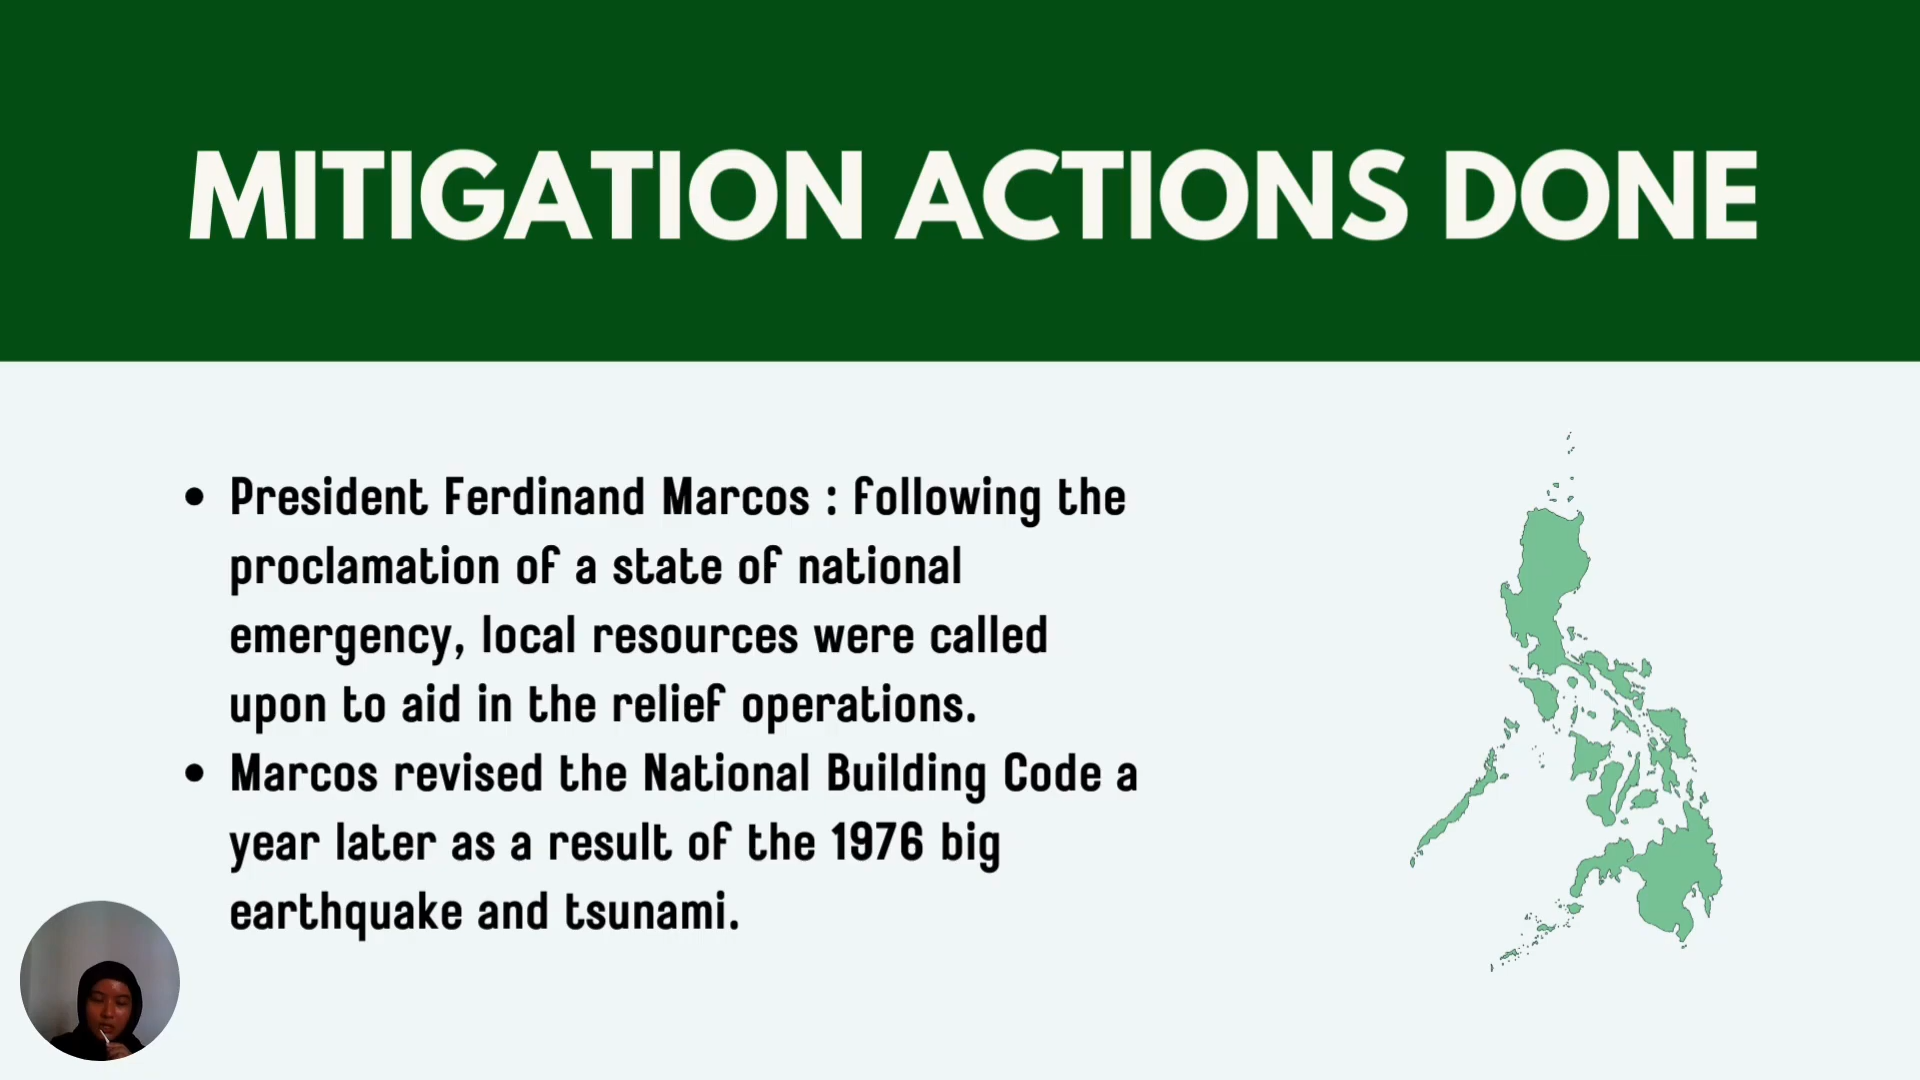 MITIGATION ACTIONS DONE
• President Ferdinand Marcos : following the
proclamation of a state of national
emergency, local resources were called
upon to aid in the relief operations.
• Marcos revised the National Building Code a
year later as a result of the 1976 big
earthquake and tsunami.